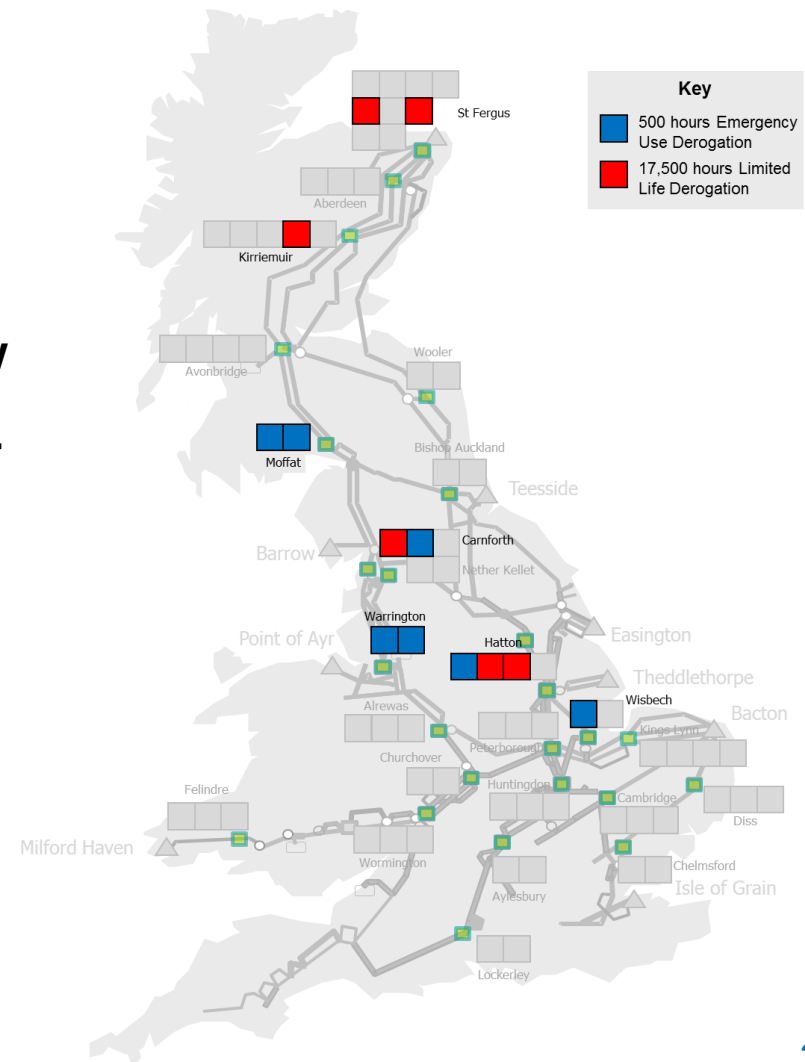 Key
500 hours Emergency
Use Derogation
17,500 hours Limited
Life Derogation
St Fergus
Aberdeen
Kirriemuir
Avonbridge
Wooler
Moffat
Bishop Auckland
Teesside
Barrow
Carnforth
Nether Kellet
Warrington
Point of Ayr
Hatton
Easington
Theddlethorpe
Wisbech
Bacton
Alrewas
Peterborough
Kings Lynn
Churchover
Huntingdon
Cambridge
Felindre
Diss
Milford Haven
Wormington
Chelmsford
Aylesbury
Isle of Grain
Lockerley